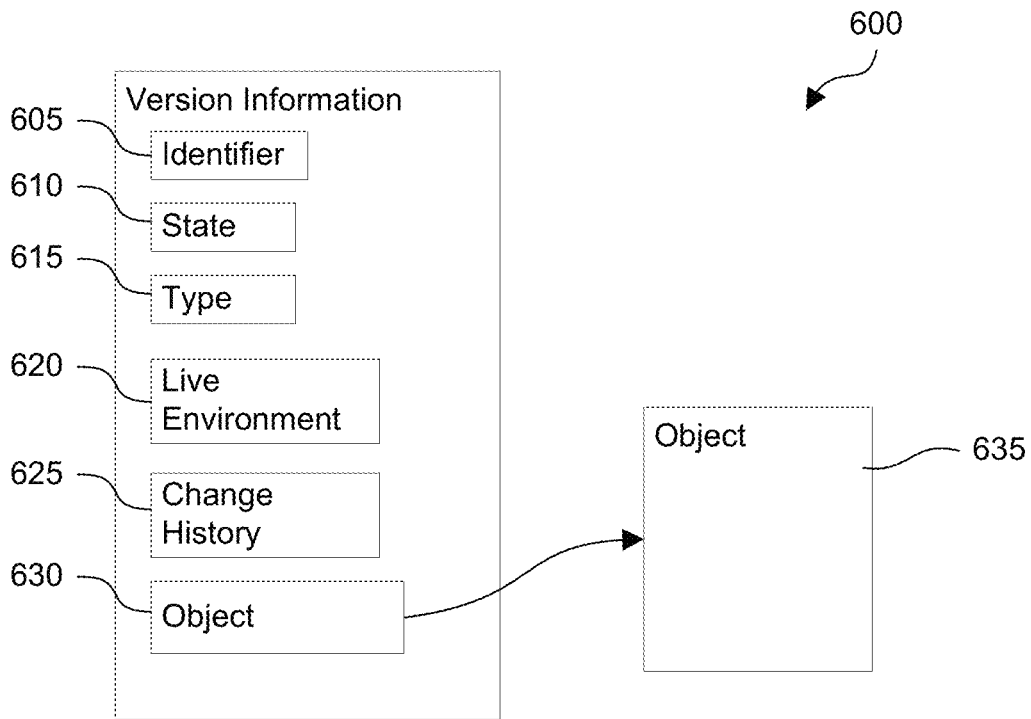 600
Version Information
605
Identifier
610
State
615
Type
620
Live
Environment
625
Change
History
630
Object
Object
635